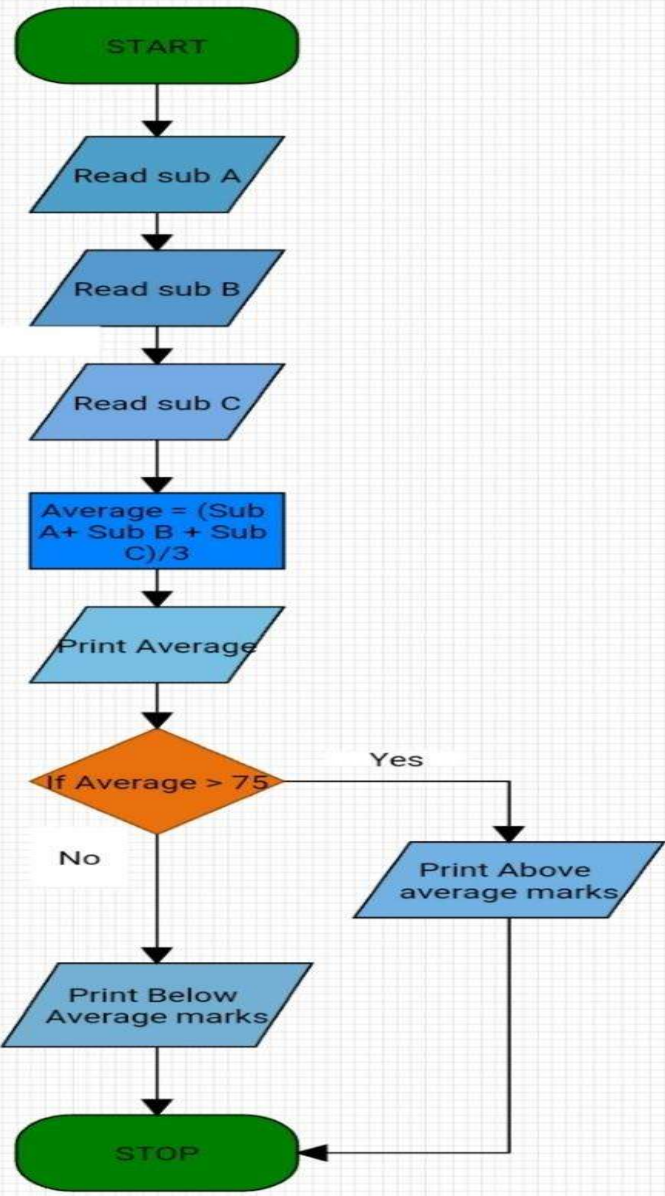 START
Read sub A
Read sub B
Read sub C
Average = (Sub
A+ Sub B + Sub
C)/3
Print Average
If Average > 75
Yes
No
Print Above
average marks
Print Below
Average marks
STOP